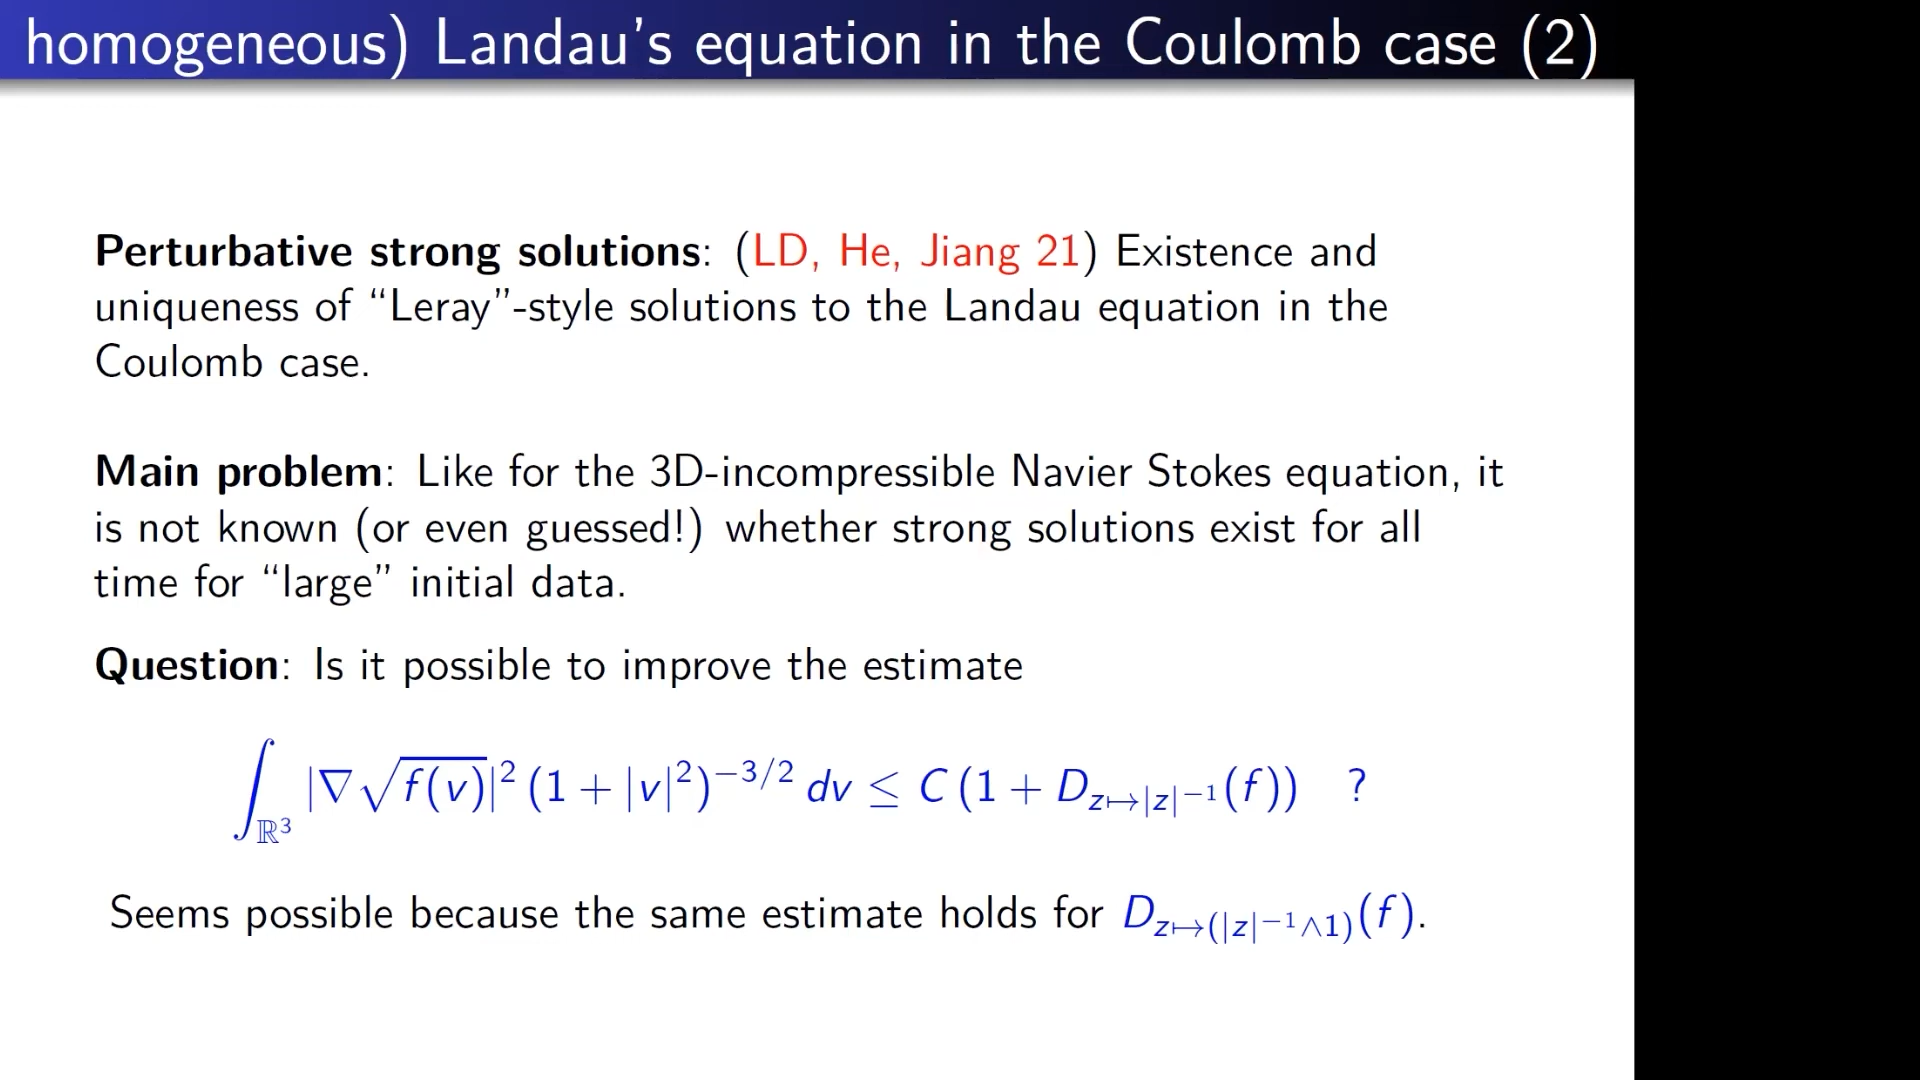 homogeneous) Landau's equation in the Coulomb case (2)
Perturbative strong solutions: (LD, He, Jiang 21) Existence and
uniqueness of “Leray”-style solutions to the Landau equation in the
Coulomb case.
Main problem: Like for the 3D-incompressible Navier Stokes equation, it
is not known (or even guessed!) whether strong solutions exist for all
time for “large” initial data.
Question: Is it possible to improve the estimate
∫_{ℝ³} |∇√f(v)|² (1 + |v|²)^{−3/2} dv ≤ C (1 + D_{z↦|z|^{−1}}(f)) ?
Seems possible because the same estimate holds for D_{z↦(|z|^{−1}∧1)}(f).